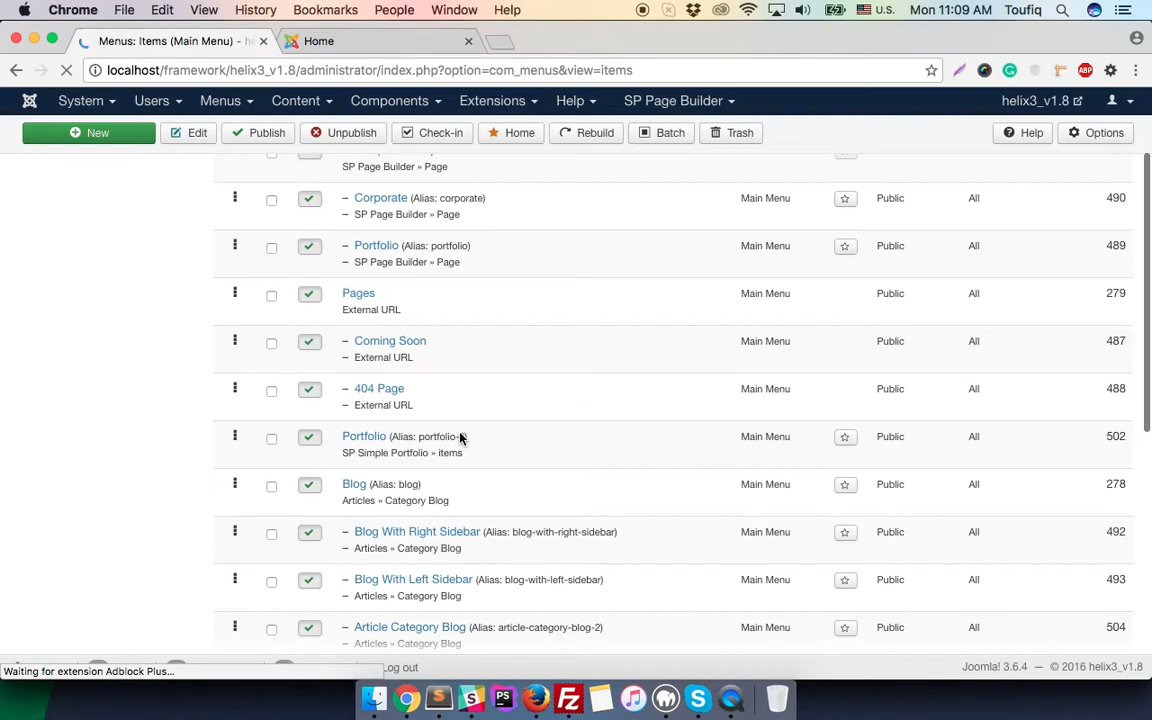 Chrome File Edit View History Bookmarks People Window Help U.S. Mon 11:09 AM Toufiq
Menus: Items (Main Menu) - he Home
localhost/framework/helix3_v1.8/administrator/index.php?option=com_menus&view=items ABP
System Users Menus Content Components Extensions Help SP Page Builder helix3_v1.8
New Edit Publish Unpublish Check-in Home Rebuild Batch Trash Help Options
SP Page Builder » Page
– Corporate (Alias: corporate) Main Menu Public All 490
– SP Page Builder » Page
– Portfolio (Alias: portfolio) Main Menu Public All 489
– SP Page Builder » Page
Pages Main Menu Public All 279
External URL
– Coming Soon Main Menu Public All 487
– External URL
– 404 Page Main Menu Public All 488
– External URL
Portfolio (Alias: portfolio- Main Menu Public All 502
SP Simple Portfolio » items
Blog (Alias: blog) Main Menu Public All 278
Articles » Category Blog
– Blog With Right Sidebar (Alias: blog-with-right-sidebar) Main Menu Public All 492
– Articles » Category Blog
– Blog With Left Sidebar (Alias: blog-with-left-sidebar) Main Menu Public All 493
– Articles » Category Blog
– Article Category Blog (Alias: article-category-blog-2) Main Menu Public All 504
– Articles » Category Blog
Waiting for extension Adblock Plus... Log out Joomla! 3.6.4 — © 2016 helix3_v1.8